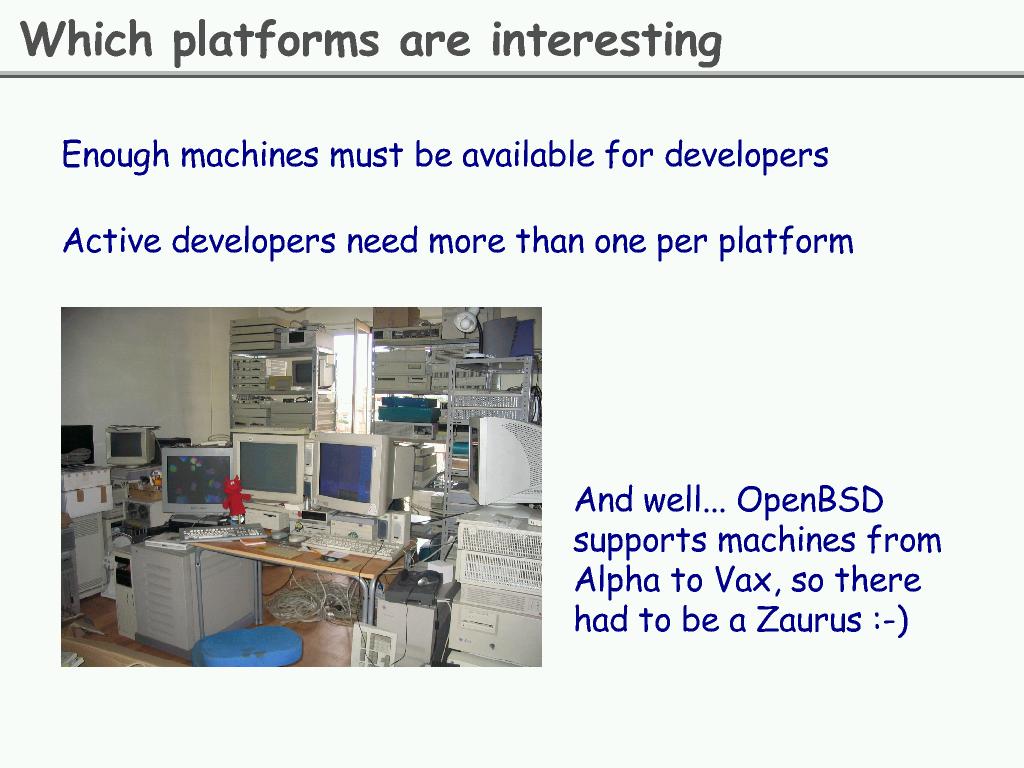 Which platforms are interesting
Enough machines must be available for developers
Active developers need more than one per platform
And well... OpenBSD
supports machines from
Alpha to Vax, so there
had to be a Zaurus :-)